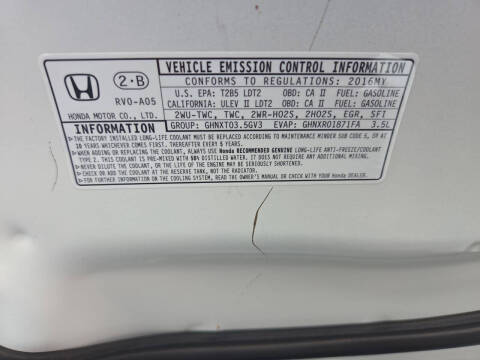 VEHICLE EMISSION CONTROL INFORMATION
2·B
CONFORMS TO REGULATIONS: 2016MY
RV0-A05
U.S. EPA: T2B5 LDT2 OBD: CA II FUEL: GASOLINE
CALIFORNIA: ULEV II LDT2 OBD: CA II FUEL: GASOLINE
HONDA MOTOR CO., LTD.
2WU-TWC, TWC, 2WR-HO2S, 2HO2S, EGR, SFI
INFORMATION
GROUP: GHNXT03.5GV3 EVAP: GHNXR0187IFA 3.5L
▶THE FACTORY INSTALLED LONG-LIFE COOLANT MUST BE REPLACED ACCORDING TO MAINTENANCE MINDER SUB CODE 5, OR AT
10 YEARS WHICHEVER COMES FIRST. THEREAFTER EVERY 5 YEARS.
▶WHEN REPLACING THE COOLANT, ALWAYS USE Honda RECOMMENDED GENUINE LONG-LIFE ANTI-FREEZE/COOLANT
TYPE 2. THIS COOLANT IS PRE-MIXED WITH 50% DISTILLED WATER. IT DOES NOT REQUIRE ANY ADDITIONAL MIXING.
▶NEVER DILUTE THE COOLANT, OR THE LIFE OF THE ENGINE MAY BE SERIOUSLY SHORTENED.
▶CHECK OR ADD COOLANT AT THE RESERVE TANK, NOT THE RADIATOR.
▶FOR FURTHER INFORMATION ON COOLING SYSTEM, READ THE OWNER'S MANUAL OR CHECK WITH YOUR Honda DEALER.